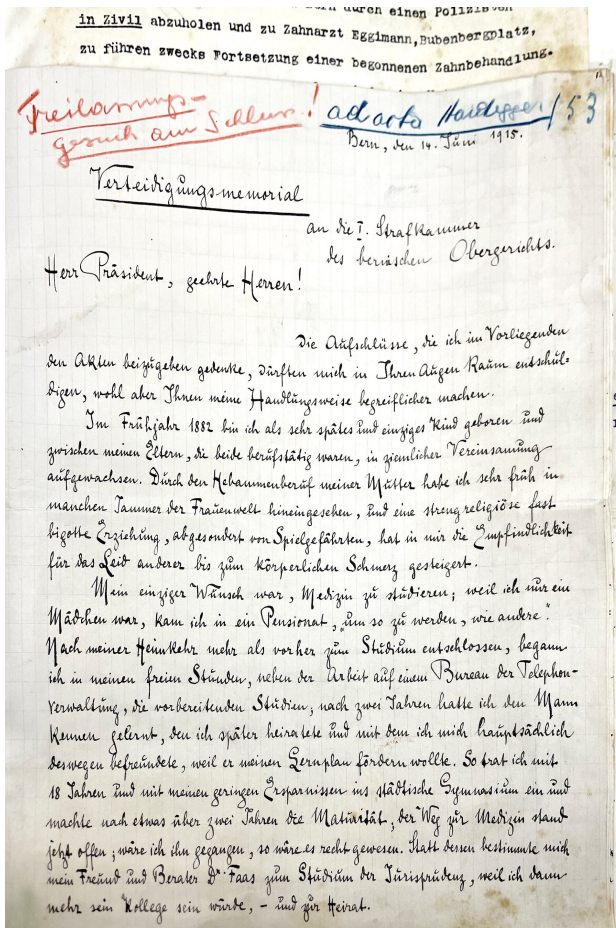 durch einen Polizisten
in Zivil abzuholen und zu Zahnarzt Eggimann, Bubenbergplatz,
zu führen zwecks Fortsetzung einer begonnenen Zahnbehandlung.
Freilassungs-
gesuch am Schluss!
ad acta Heidegger / 53
Bern, den 14. Juni 1915.
Verteidigungsmemorial
an die I. Strafkammer
des bernischen Obergerichts.
Herr Präsident, geehrte Herren!
Die Aufschlüsse, die ich im Vorliegenden
den Akten beizugeben gedenke, dürften mich in Ihren Augen kaum entschul-
digen, wohl aber Ihnen meine Handlungsweise begreiflicher machen.
Im Frühjahr 1882 bin ich als sehr spätes und einziges Kind geboren und
zwischen meinen Eltern, die beide berufstätig waren, in ziemlicher Vereinsamung
aufgewachsen. Durch den Hebammenberuf meiner Mutter habe ich sehr früh in
manchen Jammer der Frauenwelt hineingesehen, und eine streng religiöse fast
bigotte Erziehung, abgesondert von Spielgefährten, hat in mir die Empfindlichkeit
für das Leid anderer bis zum körperlichen Schmerz gesteigert.
Mein einziger Wunsch war, Medizin zu studieren; weil ich nur ein
Mädchen war, kam ich in ein Pensionat, „um so zu werden, wie andere".
Nach meiner Heimkehr mehr als vorher zum Studium entschlossen, begann
ich in meinen freien Stunden, neben der Arbeit auf einem Bureau der Telephon-
verwaltung, die vorbereitenden Studien; nach zwei Jahren hatte ich den Mann
kennen gelernt, den ich später heiratete und mit dem ich mich hauptsächlich
deswegen befreundete, weil er meinen Lernplan fördern wollte. So trat ich mit
18 Jahren und mit meinen geringen Ersparnissen ins städtische Gymnasium ein und
machte nach etwas über zwei Jahren die Maturität; der Weg zur Medizin stand
jetzt offen; wäre ich ihn gegangen, so wäre es recht gewesen. Statt dessen bestimmte mich
mein Freund und Berater Dr. Faas zum Studium der Jurisprudenz, weil ich dann
mehr sein Kollege sein würde, – und zur Heirat.